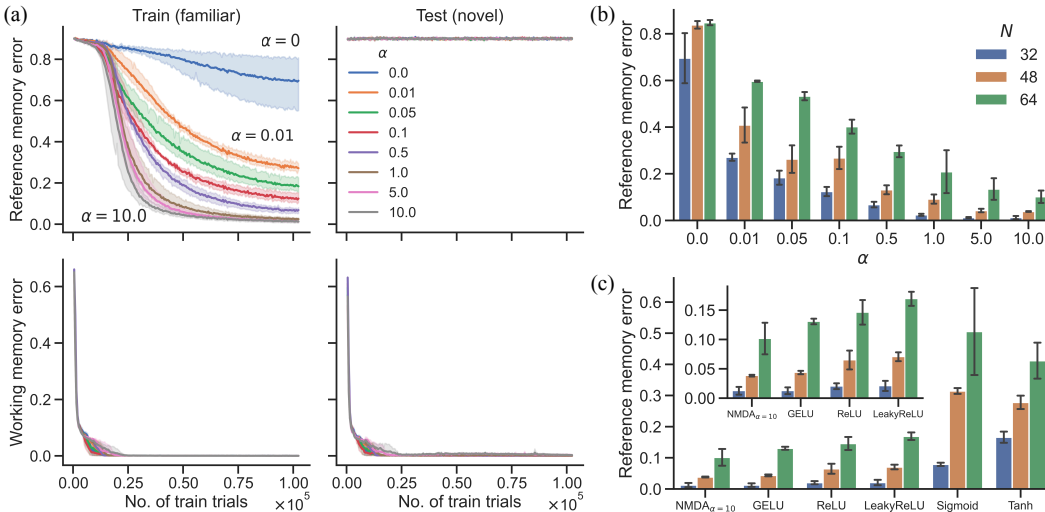 (a)
Train (familiar)
Test (novel)
Reference memory error
0.8
0.6
0.4
0.2
0.0
α = 0
α = 0.01
α = 10.0
α
0.0
0.01
0.05
0.1
0.5
1.0
5.0
10.0
Working memory error
0.6
0.4
0.2
0.0
0.00 0.25 0.50 0.75 1.00
No. of train trials ×10⁵
0.00 0.25 0.50 0.75 1.00
No. of train trials ×10⁵
(b)
Reference memory error
0.8
0.6
0.4
0.2
0.0
N
32
48
64
0.0 0.01 0.05 0.1 0.5 1.0 5.0 10.0
α
(c)
Reference memory error
0.6
0.5
0.4
0.3
0.2
0.1
0.0
0.15
0.10
0.05
0.00
NMDAα=10 GELU ReLU LeakyReLU
NMDAα=10 GELU ReLU LeakyReLU Sigmoid Tanh